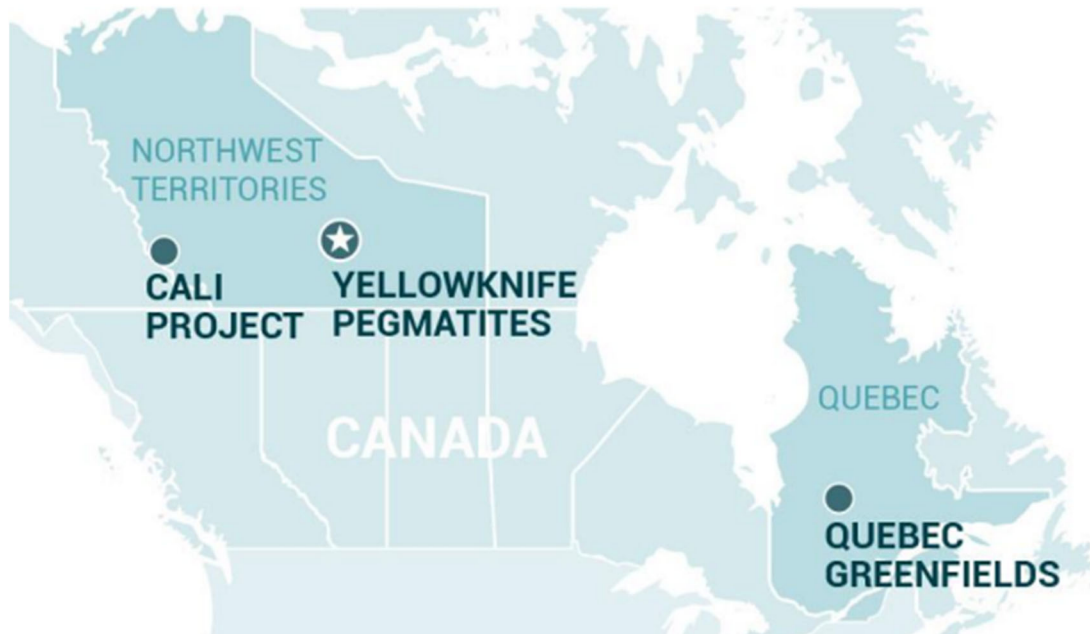 NORTHWEST
TERRITORIES
CALI
PROJECT
YELLOWKNIFE
PEGMATITES
CANADA
QUEBEC
QUEBEC
GREENFIELDS